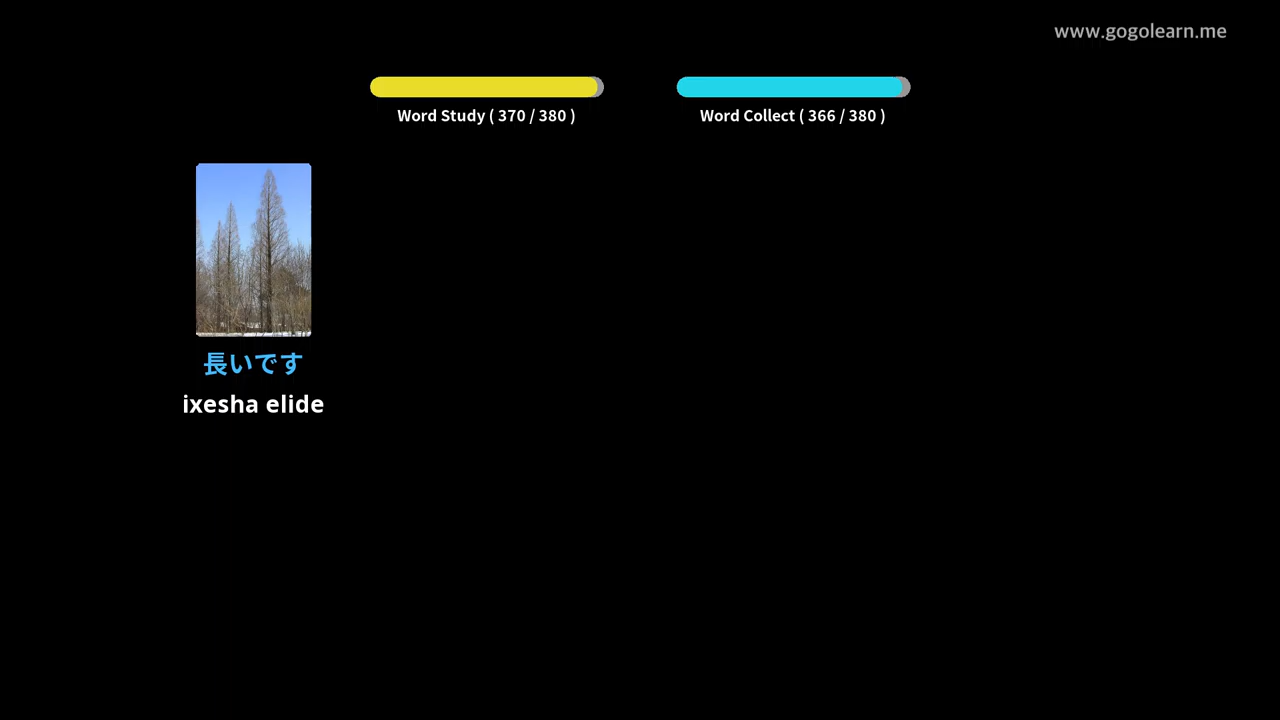 www.gogolearn.me
Word Study ( 370 / 380 )
Word Collect ( 366 / 380 )
長いです
ixesha elide